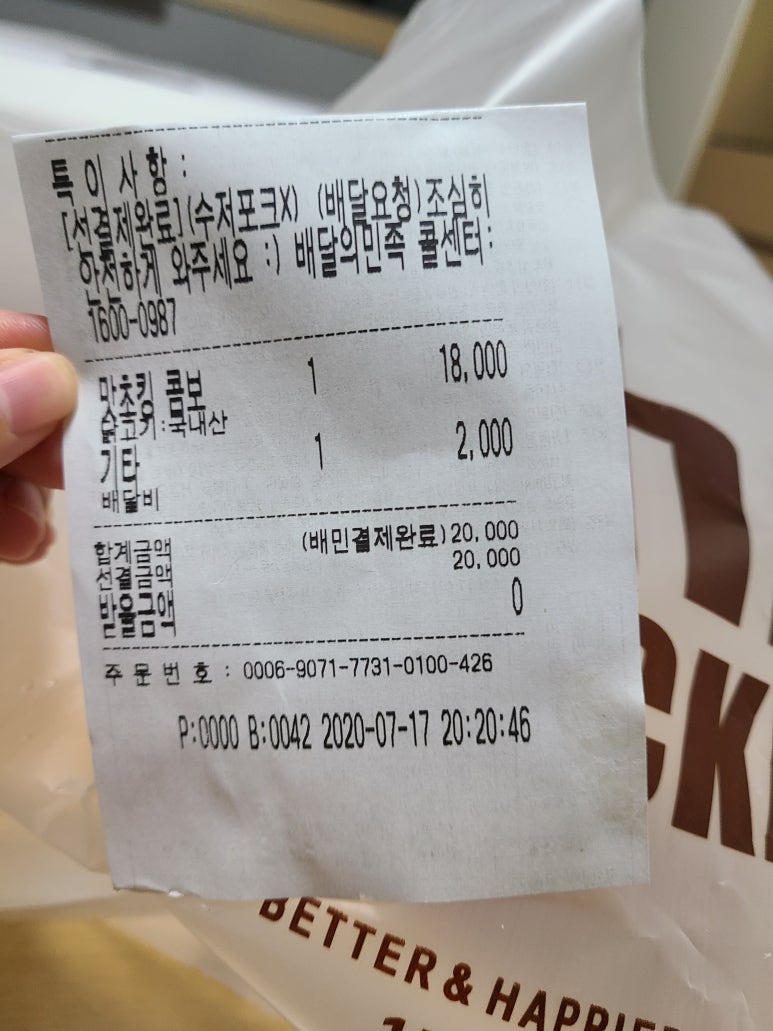 특이사항:
[선결제완료](수저포크X) (배달요청)조심히
안전하게 와주세요 :) 배달의민족 콜센터:
1600-0987
맘초킹 콤보 1 18,000
닭고기:국내산
기타 1 2,000
배달비
합계금액 (배민결제완료)20,000
선결금액 20,000
받을금액 0
주문번호: 0006-9071-7731-0100-426
P:0000 B:0042 2020-07-17 20:20:46
CK
BETTER & HAPPIER